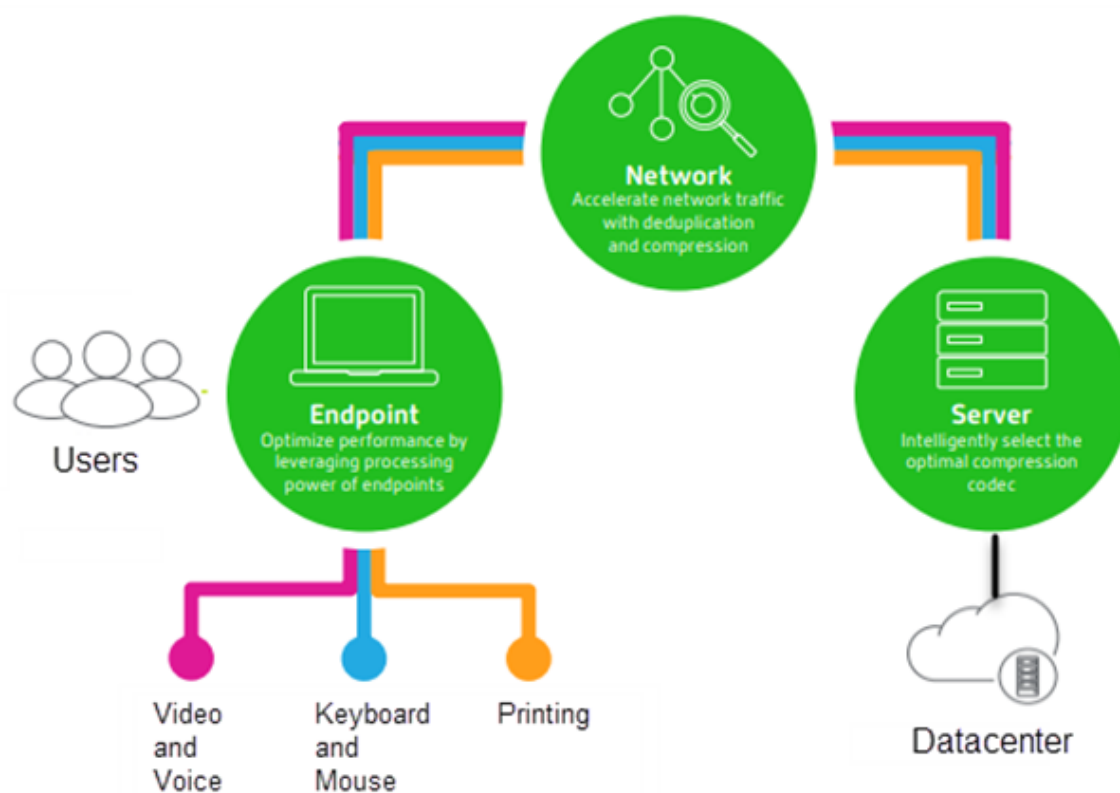 Network
Accelerate network traffic
with deduplication
and compression
Endpoint
Optimize performance by
leveraging processing
power of endpoints
Server
Intelligently select the
optimal compression
codec
Users
Video
and
Voice
Keyboard
and
Mouse
Printing
Datacenter